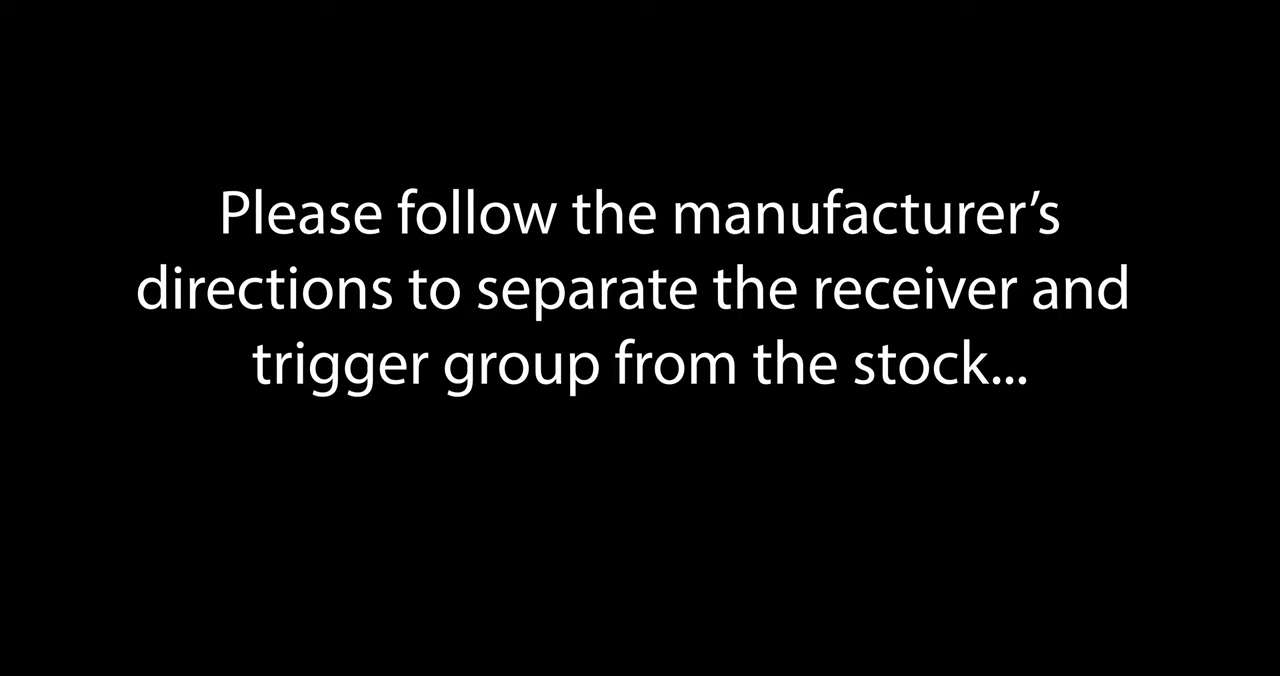 Please follow the manufacturer’s
directions to separate the receiver and
trigger group from the stock...